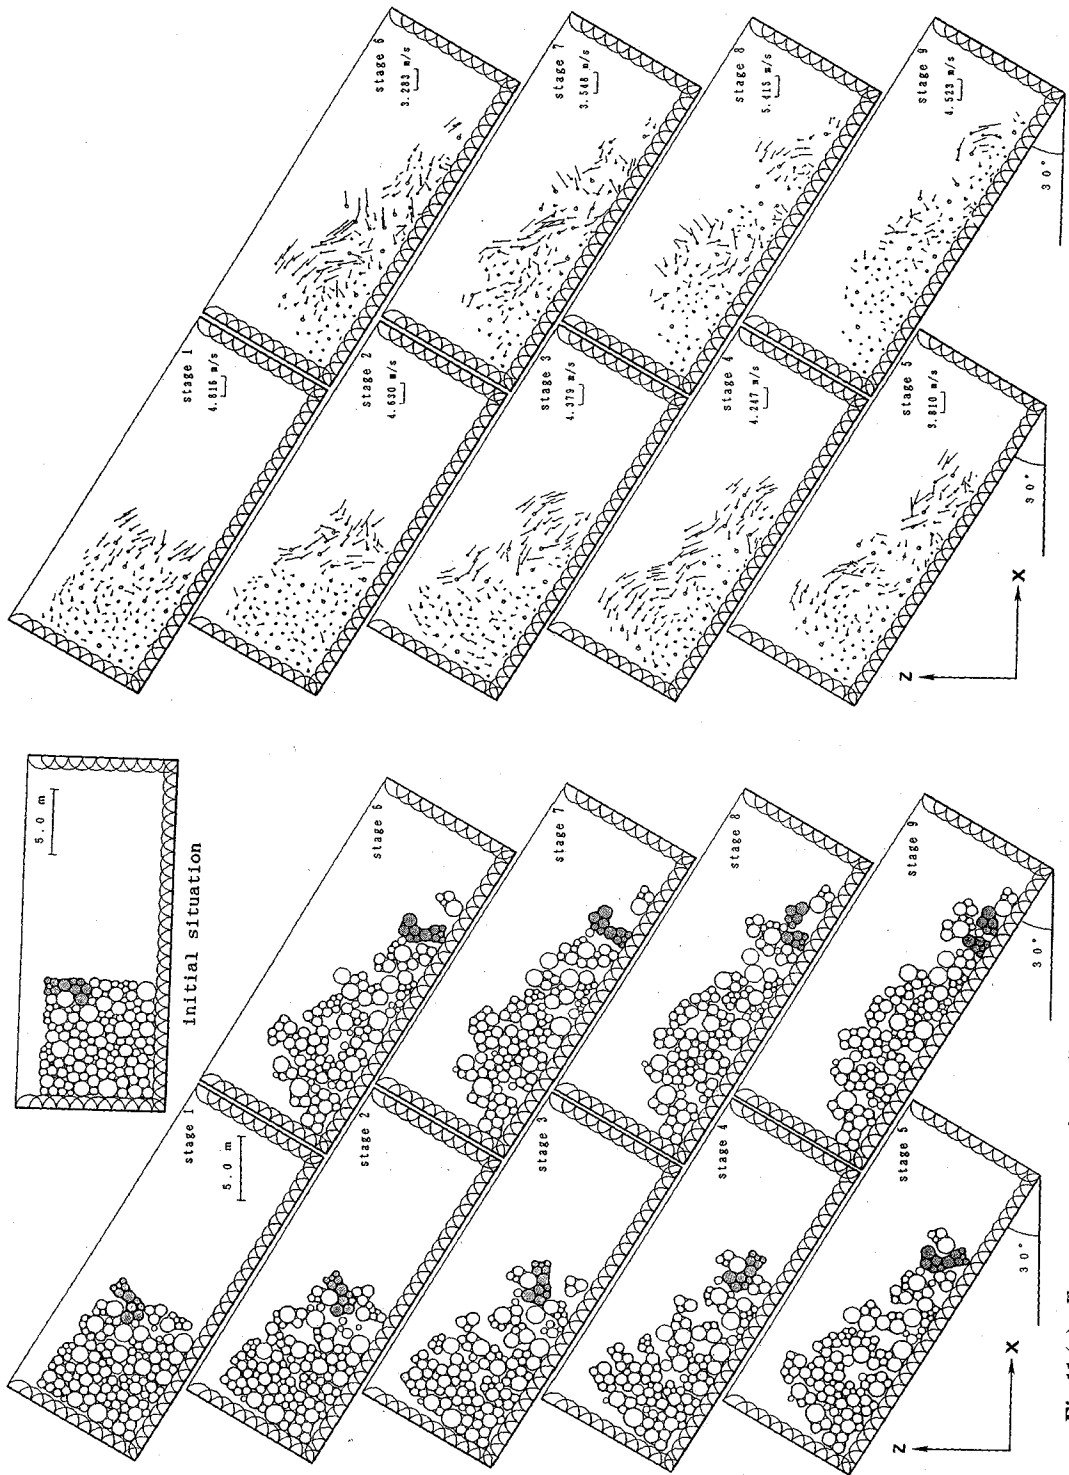 5.0 m
initial situation
stage 1
5.0 m
stage 2
stage 3
stage 4
stage 5
30°
stage 6
stage 7
stage 8
stage 9
30°
Z
X
stage 1
4.816 m/s
stage 2
4.630 m/s
stage 3
4.379 m/s
stage 4
4.247 m/s
stage 5
3.810 m/s
30°
stage 6
3.283 m/s
stage 7
3.548 m/s
stage 8
5.415 m/s
stage 9
4.523 m/s
30°
Z
X